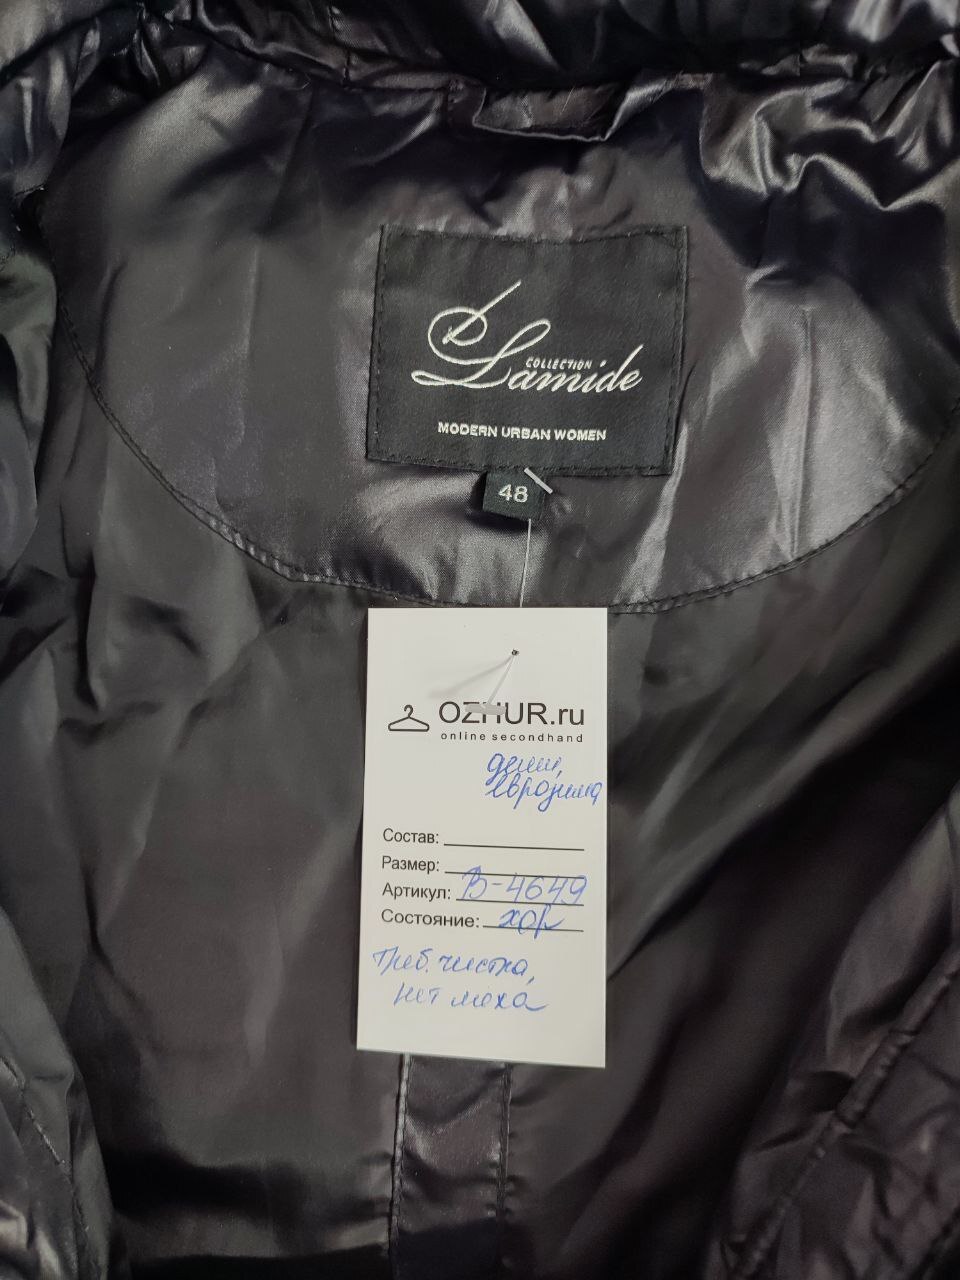 COLLECTION
Lamide
MODERN URBAN WOMEN
48
OZHUR.ru
online secondhand
деми,
еврозима
Состав:
Размер:
Артикул: В-4649
Состояние: хор
Треб. чистка,
нет меха